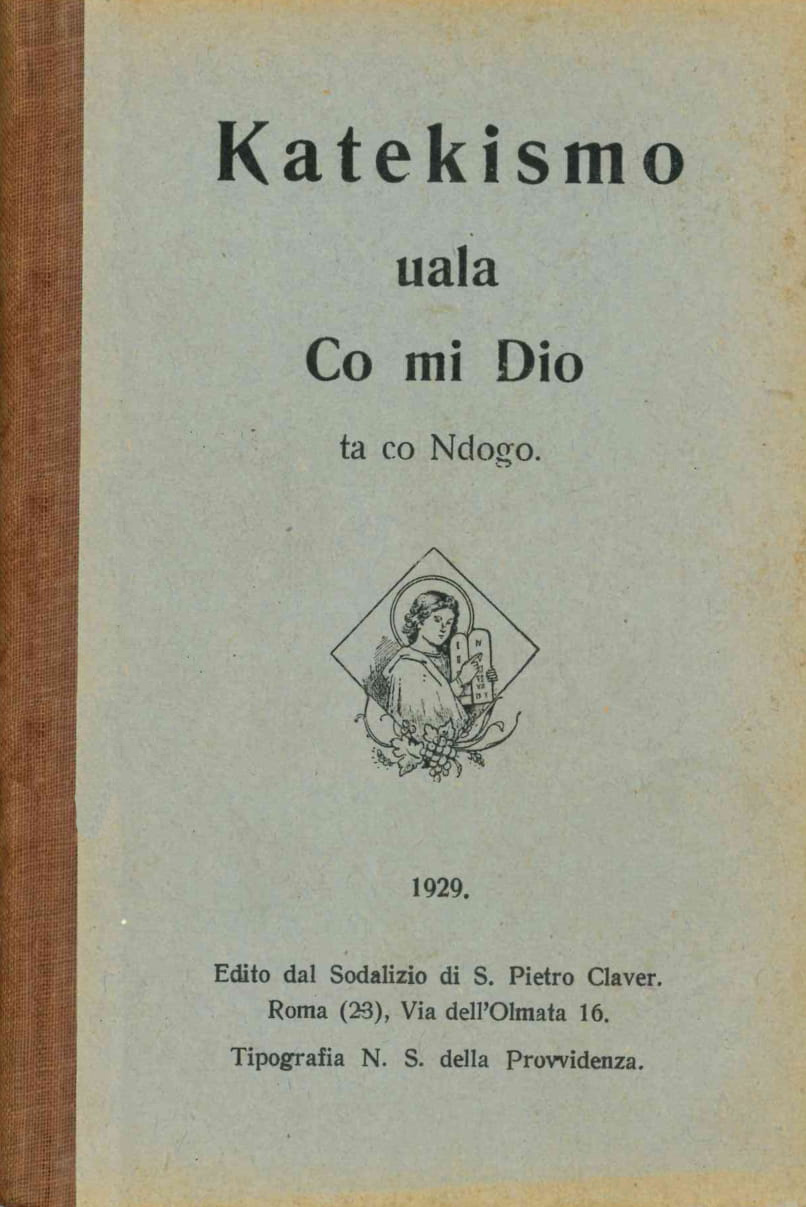 Katekismo
uala
Co mi Dio
ta co Ndogo.
1929.
Edito dal Sodalizio di S. Pietro Claver.
Roma (23), Via dell'Olmata 16.
Tipografia N. S. della Provvidenza.